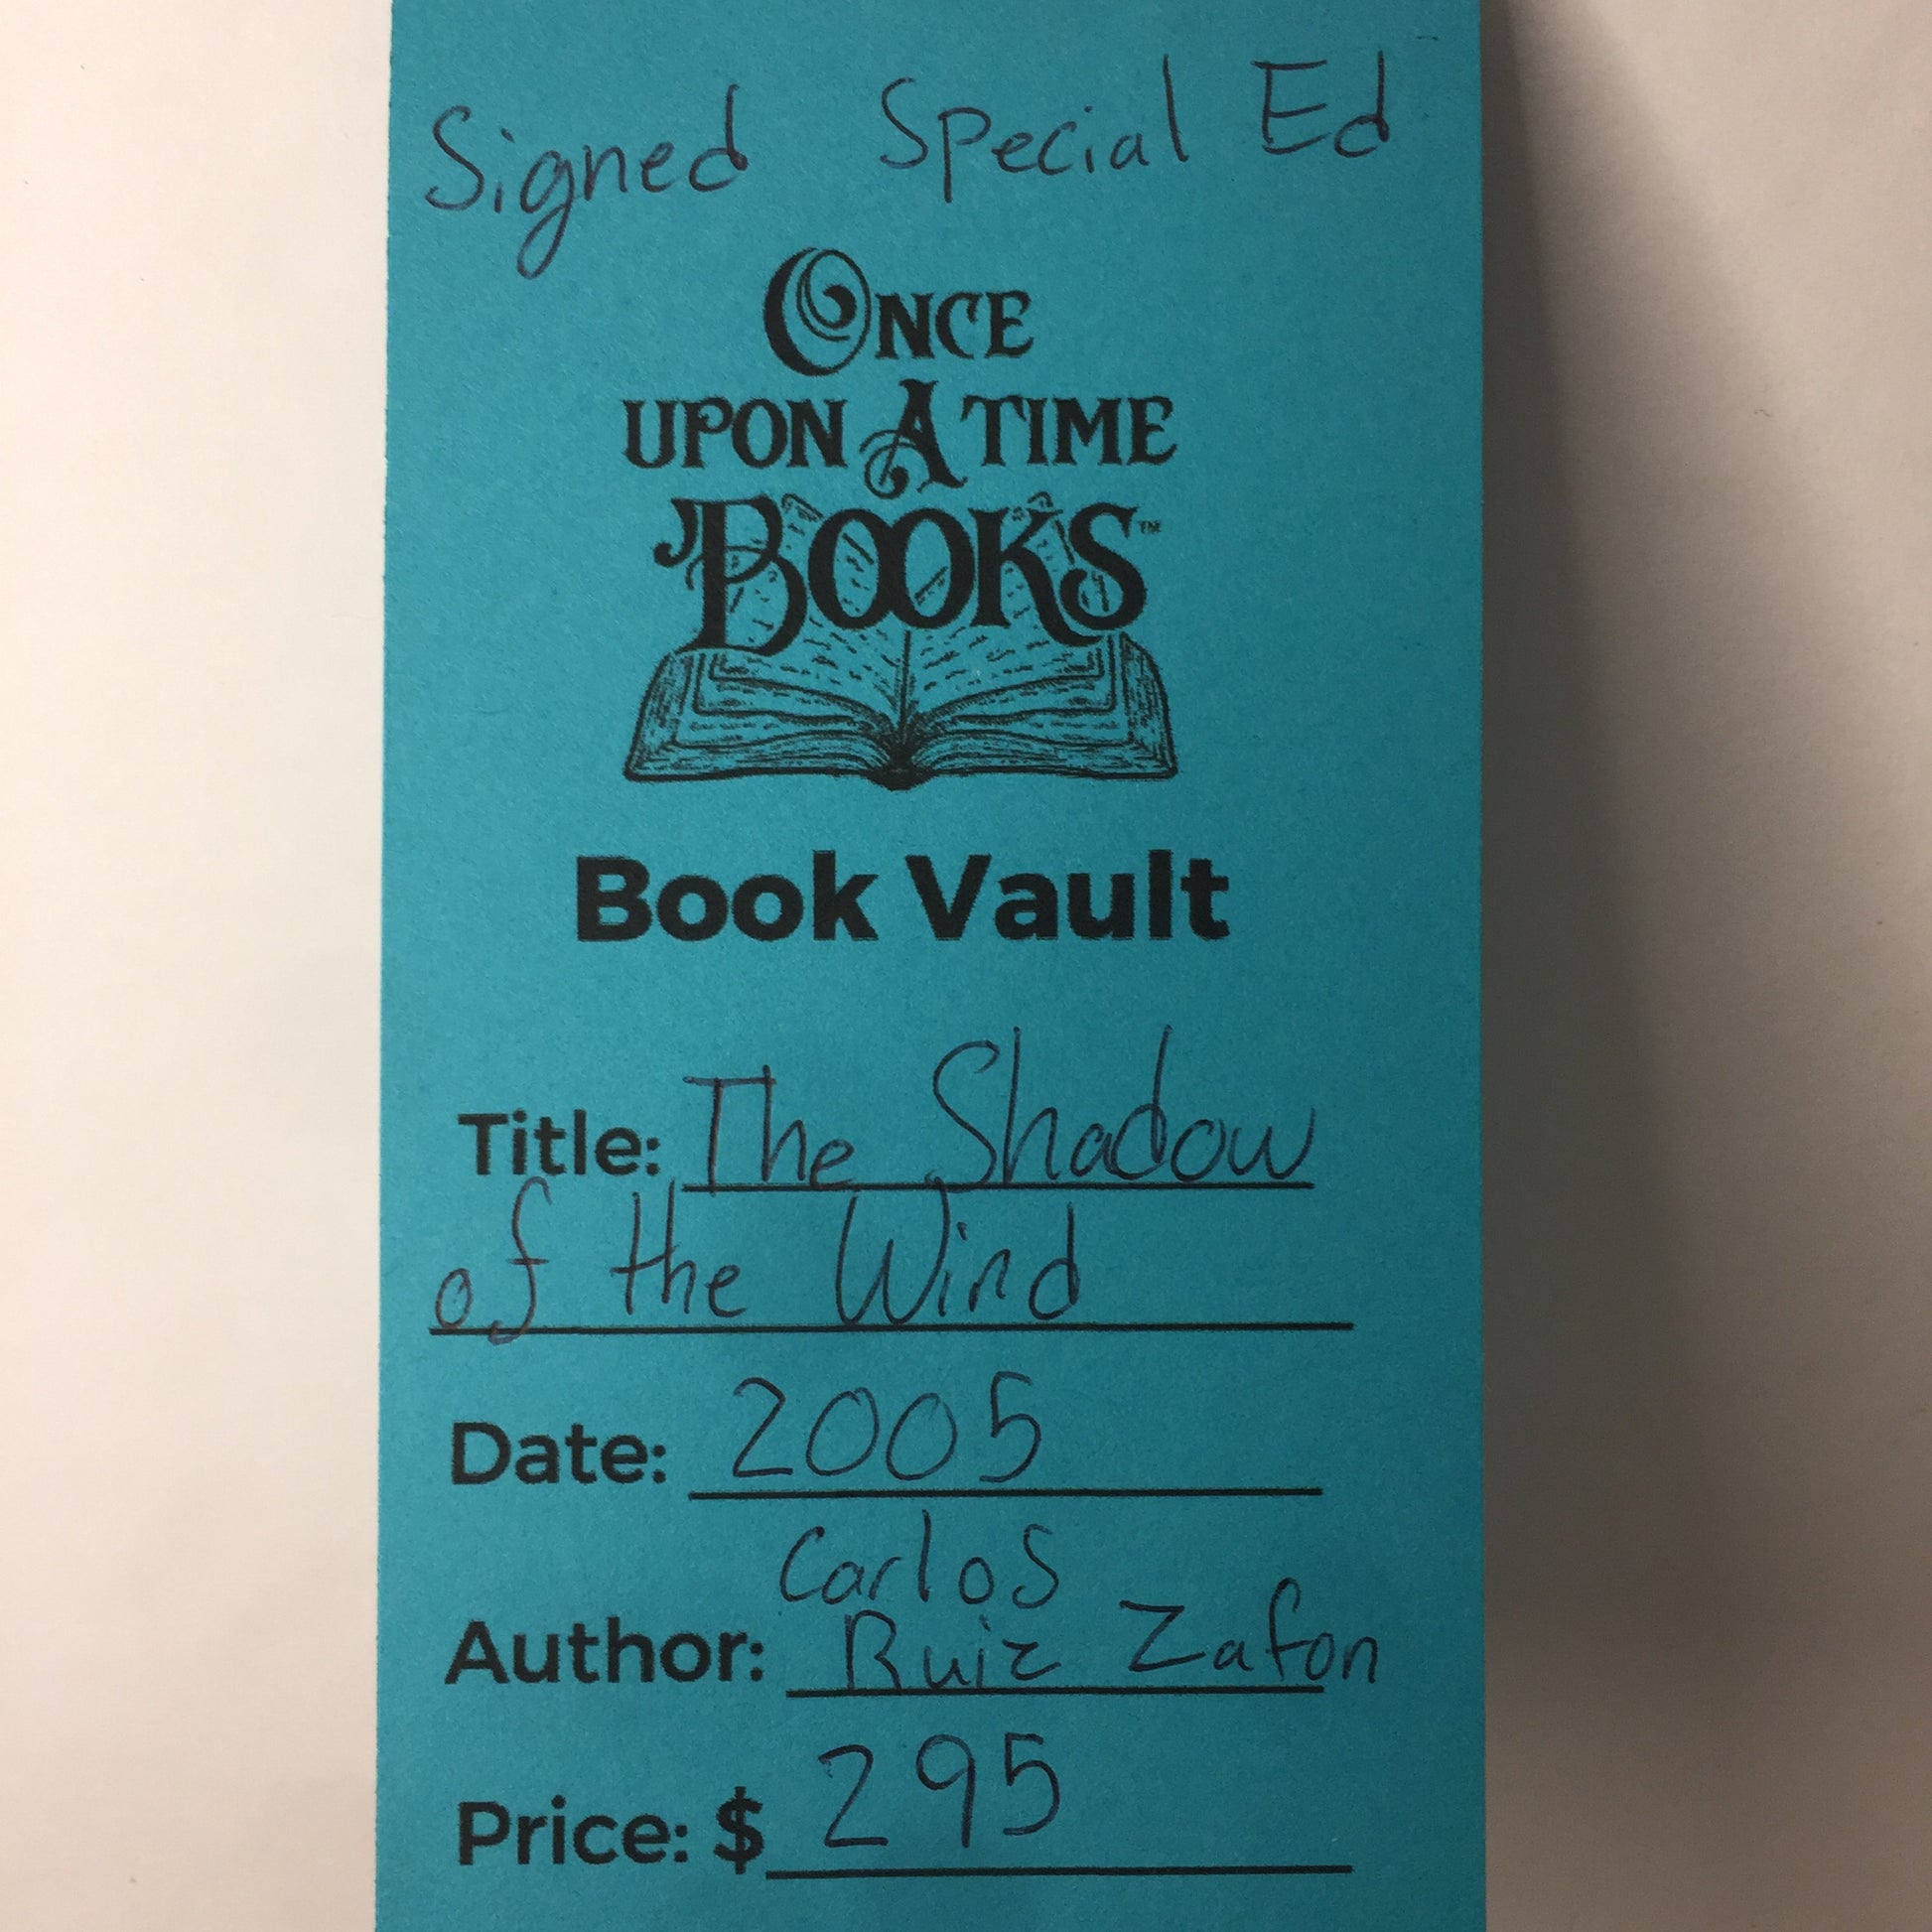 Signed Special Ed
ONCE
UPON A TIME
BOOKS™
Book Vault
Title: The Shadow
of the Wind
Date: 2005
Carlos
Author: Ruiz Zafon
Price: $ 295